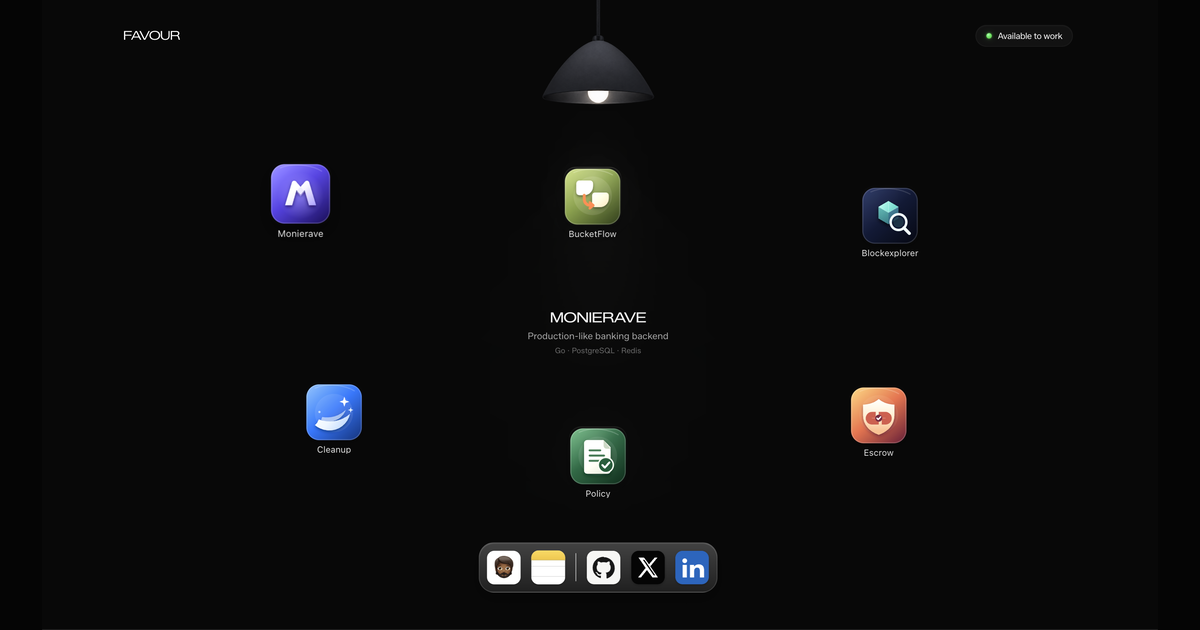 FAVOUR
Available to work
Monierave
BucketFlow
Blockexplorer
MONIERAVE
Production-like banking backend
Go · PostgreSQL · Redis
Cleanup
Escrow
Policy